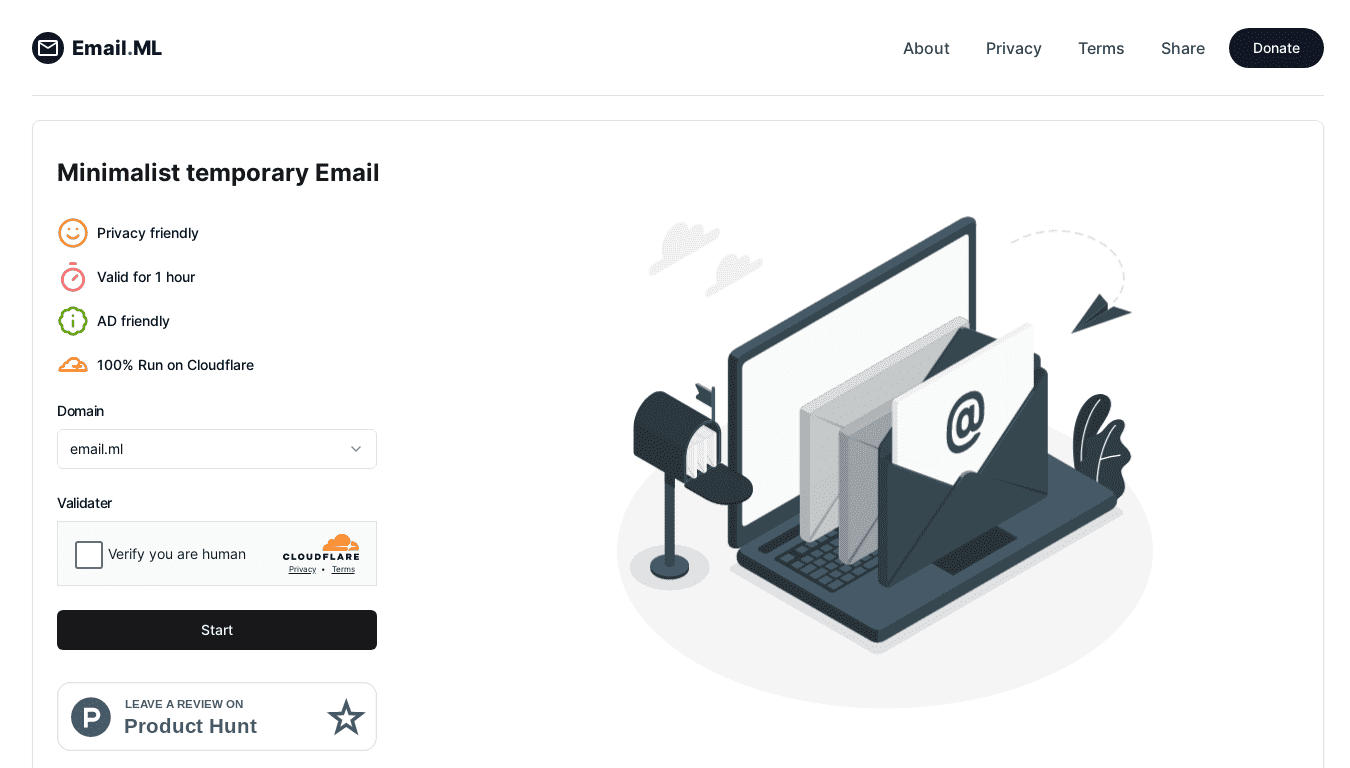 Email.ML
About
Privacy
Terms
Share
Donate
Minimalist temporary Email
Privacy friendly
Valid for 1 hour
AD friendly
100% Run on Cloudflare
Domain
email.ml
Validater
Verify you are human
CLOUDFLARE
Privacy • Terms
Start
LEAVE A REVIEW ON
P
Product Hunt
@